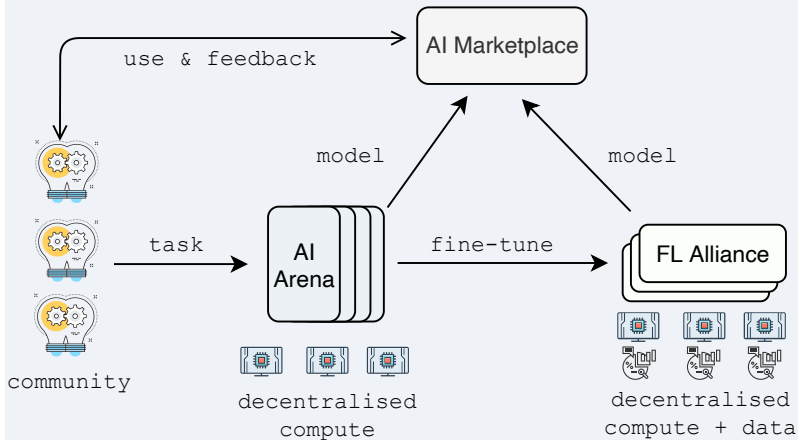 AI Marketplace
use & feedback
model
model
task
AI
Arena
fine-tune
FL Alliance
community
decentralised
compute
decentralised
compute + data